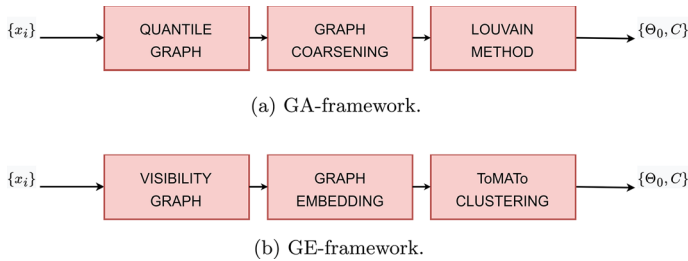 {x_i} QUANTILE GRAPH GRAPH COARSENING LOUVAIN METHOD {Θ_0, C}
(a) GA-framework.
{x_i} VISIBILITY GRAPH GRAPH EMBEDDING ToMATo CLUSTERING {Θ_0, C}
(b) GE-framework.